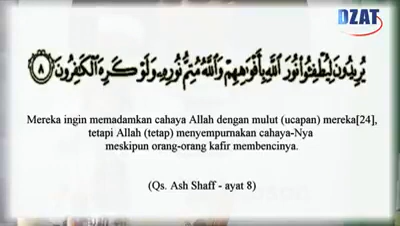 DZAT
يُرِيدُونَ لِيُطْفِـُٔوا۟ نُورَ ٱللَّهِ بِأَفْوَٰهِهِمْ وَٱللَّهُ مُتِمُّ نُورِهِۦ وَلَوْ كَرِهَ ٱلْكَٰفِرُونَ ٨
Mereka ingin memadamkan cahaya Allah dengan mulut (ucapan) mereka[24],
tetapi Allah (tetap) menyempurnakan cahaya-Nya
meskipun orang-orang kafir membencinya.
(Qs. Ash Shaff - ayat 8)